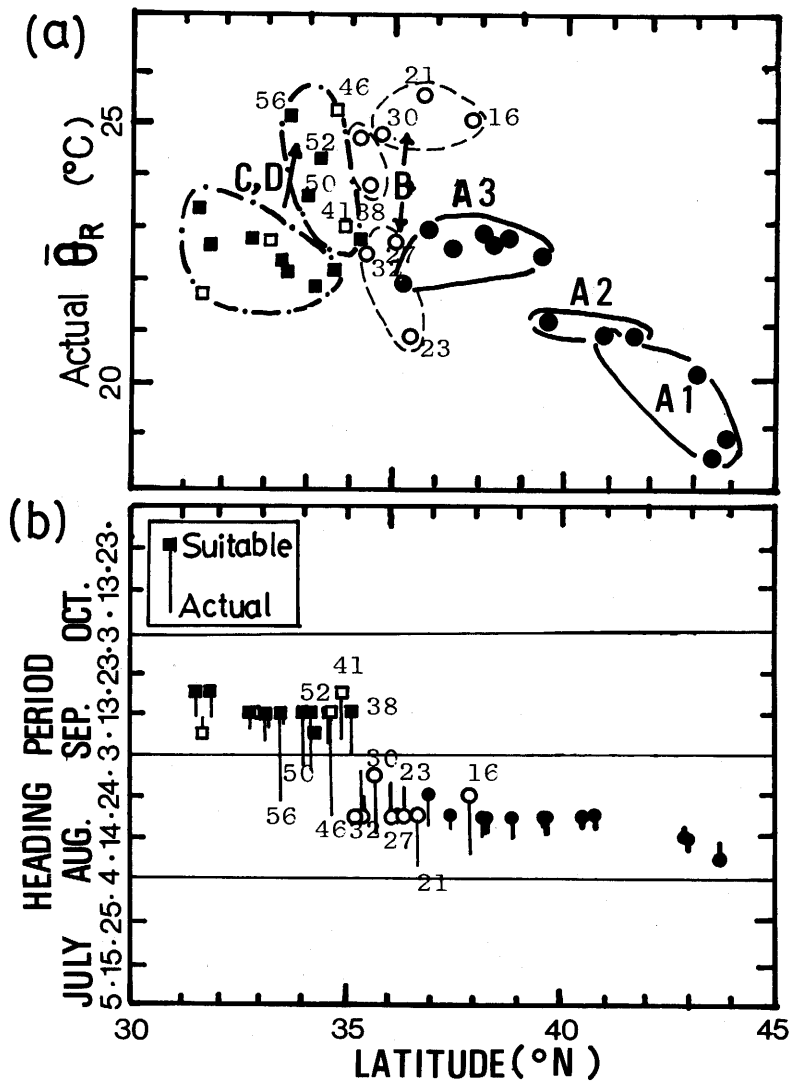 (a)
21
46
56
25
30
16
52
C,D
50
B
A3
41
38
27
32
A2
23
20
A1
Actual θ̄R (°C)
(b)
Suitable
Actual
HEADING PERIOD
JULY AUG. SEP. OCT.
5·15·25·4·14·24·3·13·23·3·13·23·
41
52
38
50
30
23
16
56
46
32
27
21
30
35
40
45
LATITUDE(°N)